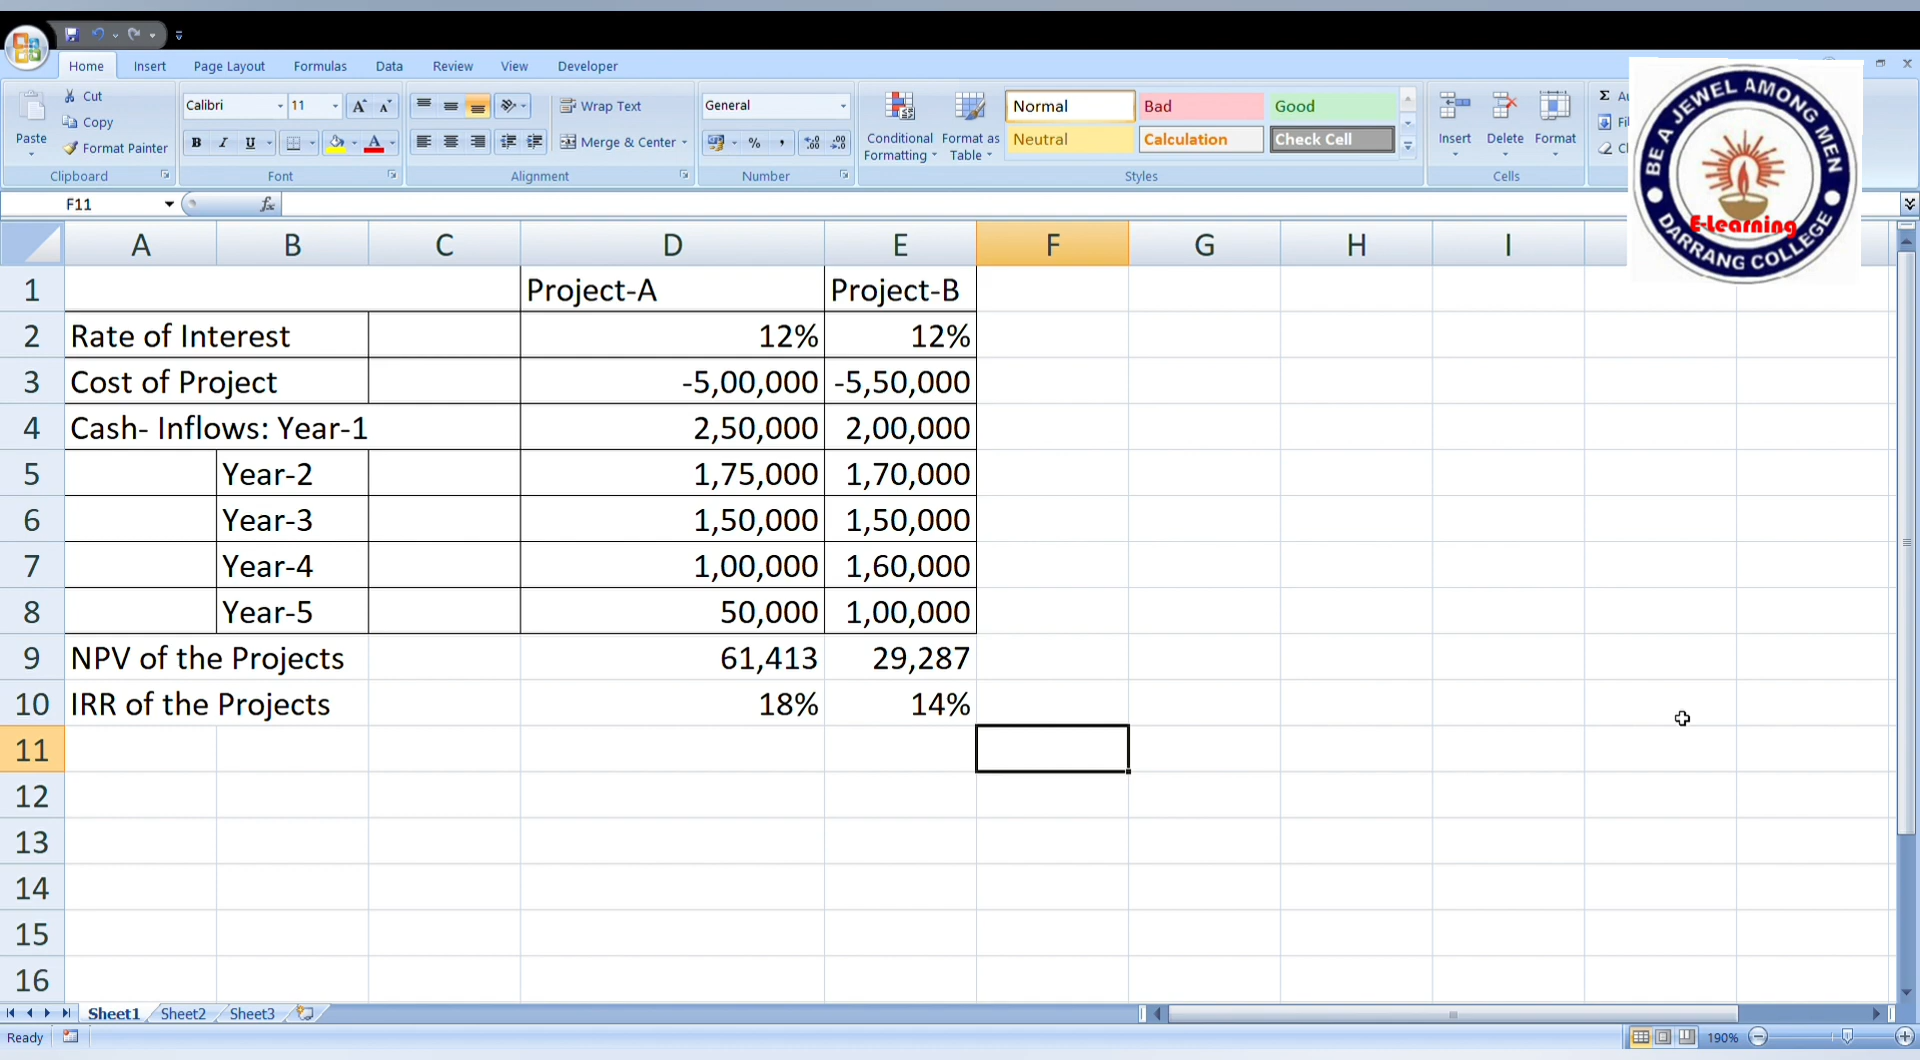 Home Insert Page Layout Formulas Data Review View Developer
Cut
Copy
Format Painter
Paste
Clipboard
Calibri 11
B I U
Font
Wrap Text
Merge & Center
Alignment
General
% ,
Number
Conditional Formatting
Format as Table
Normal Bad Good
Neutral Calculation Check Cell
Styles
Insert Delete Format
Cells
BE A JEWEL AMONG MEN
E-Learning
DARRANG COLLEGE
F11 fx
A B C D E F G H I
1 Project-A Project-B
2 Rate of Interest 12% 12%
3 Cost of Project -5,00,000 -5,50,000
4 Cash- Inflows: Year-1 2,50,000 2,00,000
5 Year-2 1,75,000 1,70,000
6 Year-3 1,50,000 1,50,000
7 Year-4 1,00,000 1,60,000
8 Year-5 50,000 1,00,000
9 NPV of the Projects 61,413 29,287
10 IRR of the Projects 18% 14%
11
12
13
14
15
16
Sheet1 Sheet2 Sheet3
Ready 190%